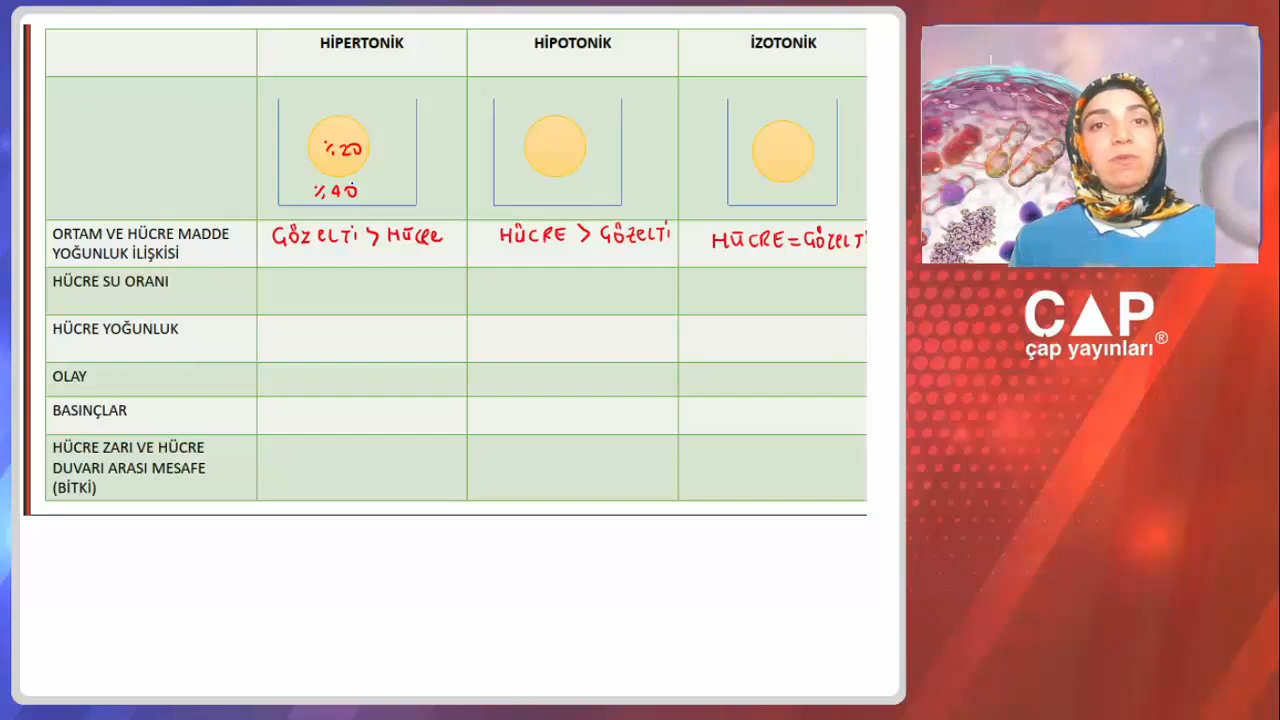 HİPERTONİK HİPOTONİK İZOTONİK
%20
%40
ORTAM VE HÜCRE MADDE
YOĞUNLUK İLİŞKİSİ
GÖZELTİ > HÜCRE
HÜCRE > GÖZELTİ
HÜCRE = GÖZELT
HÜCRE SU ORANI
HÜCRE YOĞUNLUK
OLAY
BASINÇLAR
HÜCRE ZARI VE HÜCRE
DUVARI ARASI MESAFE
(BİTKİ)
ÇAP
çap yayınları®